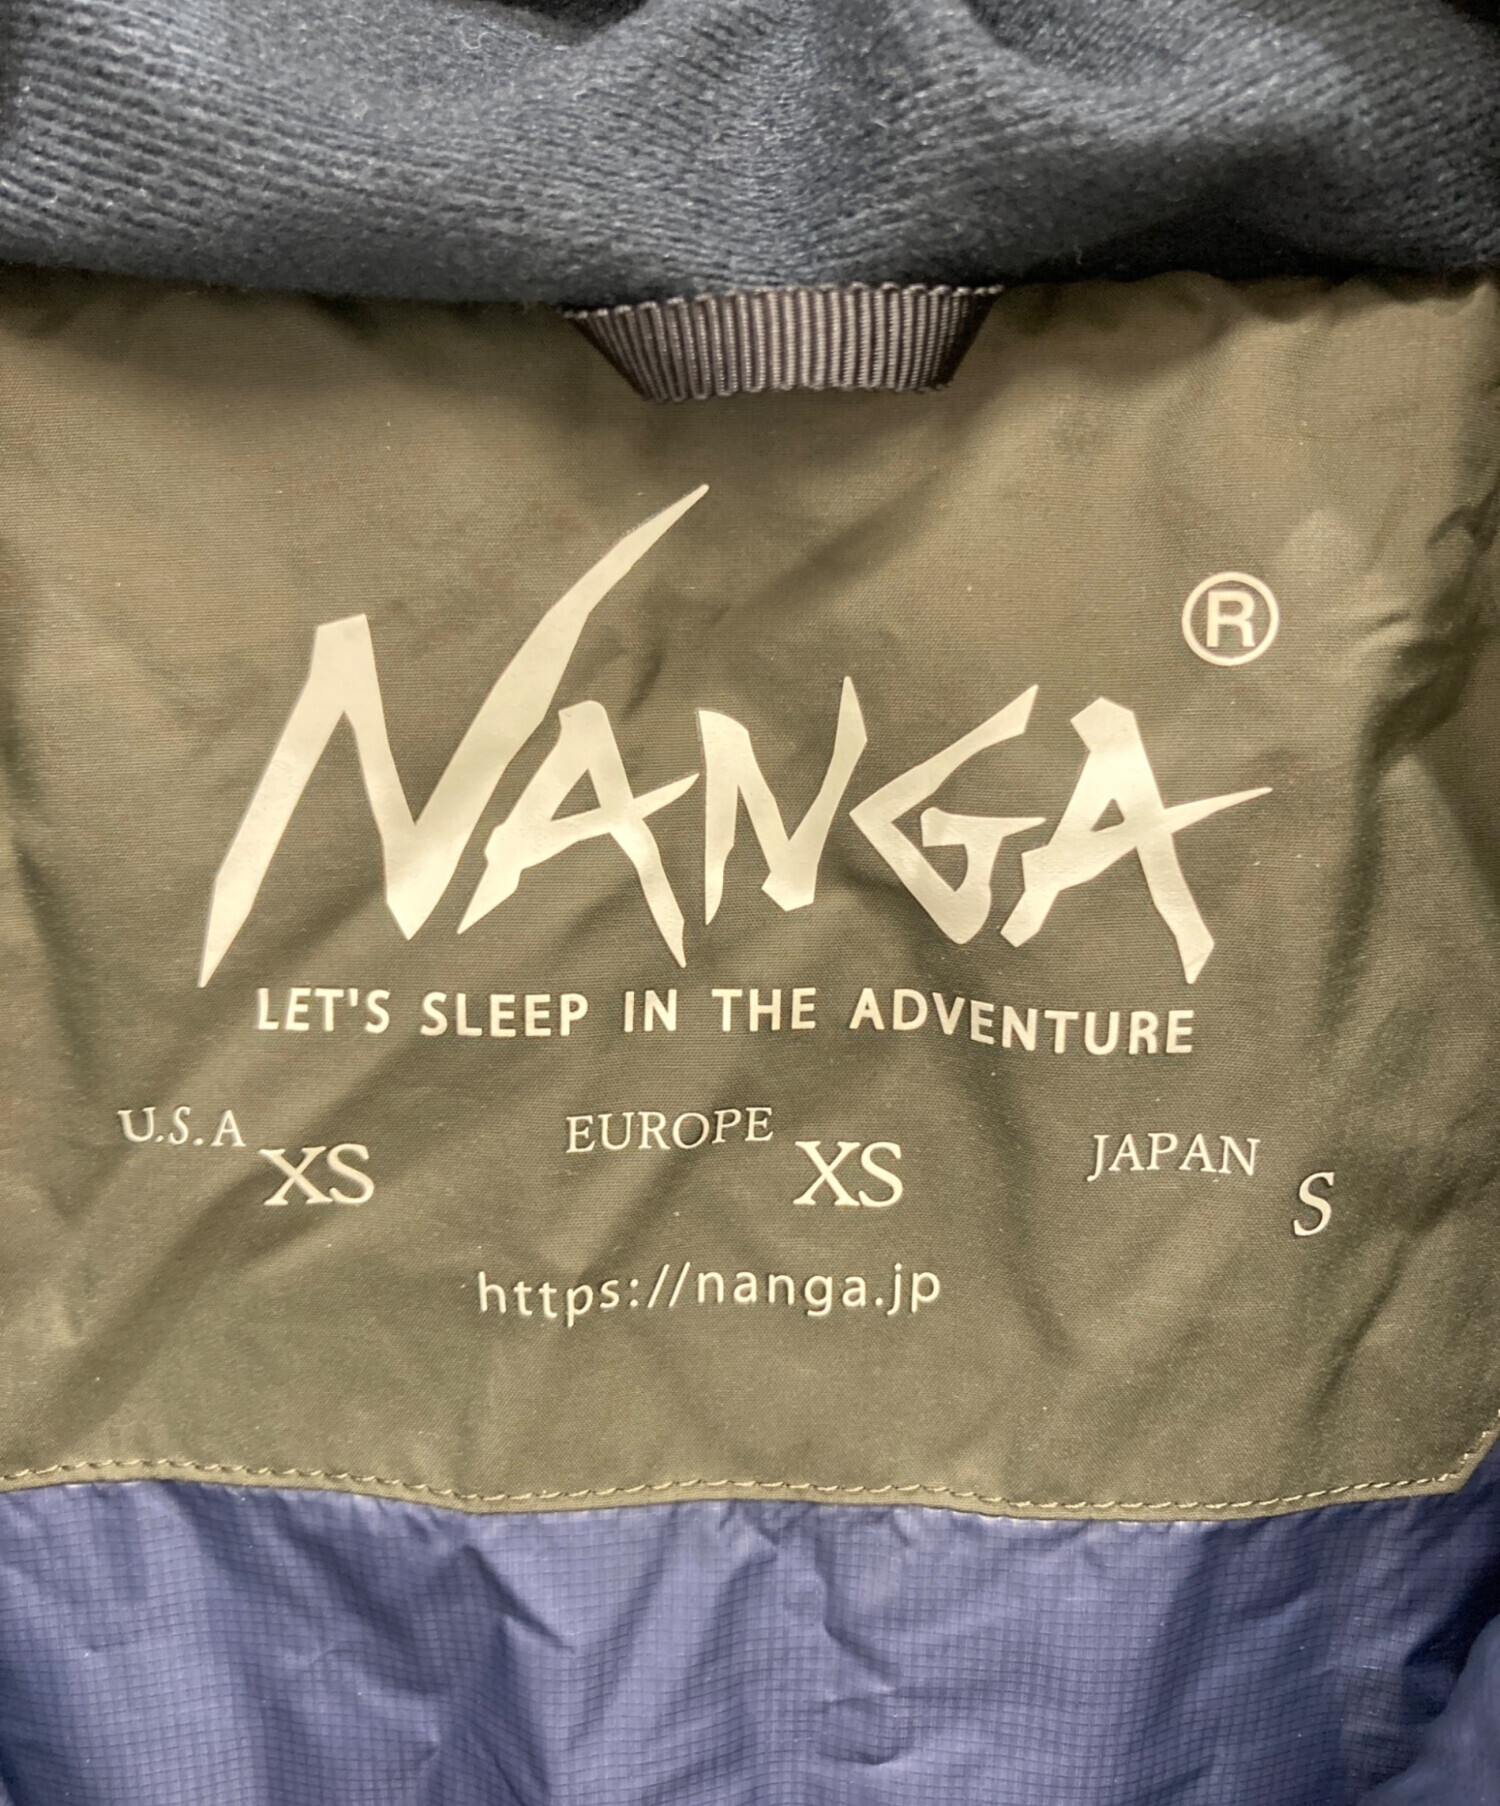 NANGA ®
LET'S SLEEP IN THE ADVENTURE
U.S.A XS EUROPE XS JAPAN S
https://nanga.jp